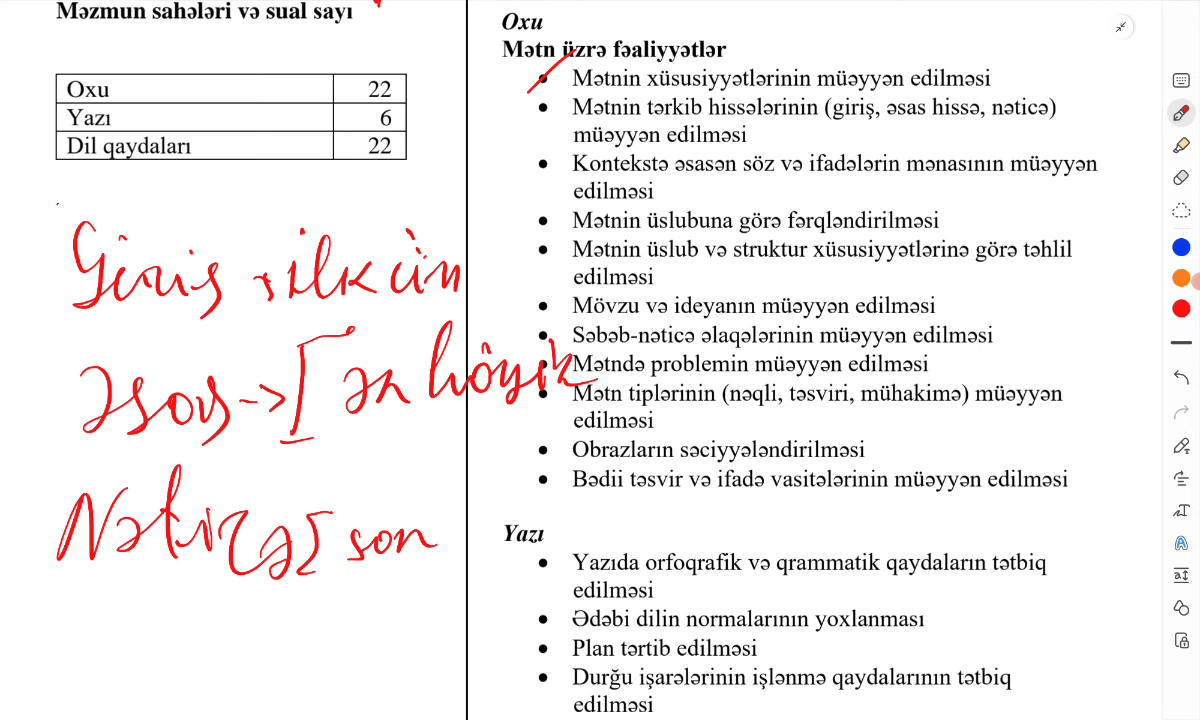 Məzmun sahələri və sual sayı
Oxu 22
Yazı 6
Dil qaydaları 22
Giriş ilk cüm
Əsas -> [ ən böyük
Nəticə [ son
Oxu
Mətn üzrə fəaliyyətlər
• Mətnin xüsusiyyətlərinin müəyyən edilməsi
• Mətnin tərkib hissələrinin (giriş, əsas hissə, nəticə)
müəyyən edilməsi
• Kontekstə əsasən söz və ifadələrin mənasının müəyyən
edilməsi
• Mətnin üslubuna görə fərqləndirilməsi
• Mətnin üslub və struktur xüsusiyyətlərinə görə təhlil
edilməsi
• Mövzu və ideyanın müəyyən edilməsi
• Səbəb-nəticə əlaqələrinin müəyyən edilməsi
• Mətndə problemin müəyyən edilməsi
• Mətn tiplərinin (nəqli, təsviri, mühakimə) müəyyən
edilməsi
• Obrazların səciyyələndirilməsi
• Bədii təsvir və ifadə vasitələrinin müəyyən edilməsi
Yazı
• Yazıda orfoqrafik və qrammatik qaydaların tətbiq
edilməsi
• Ədəbi dilin normalarının yoxlanması
• Plan tərtib edilməsi
• Durğu işarələrinin işlənmə qaydalarının tətbiq
edilməsi